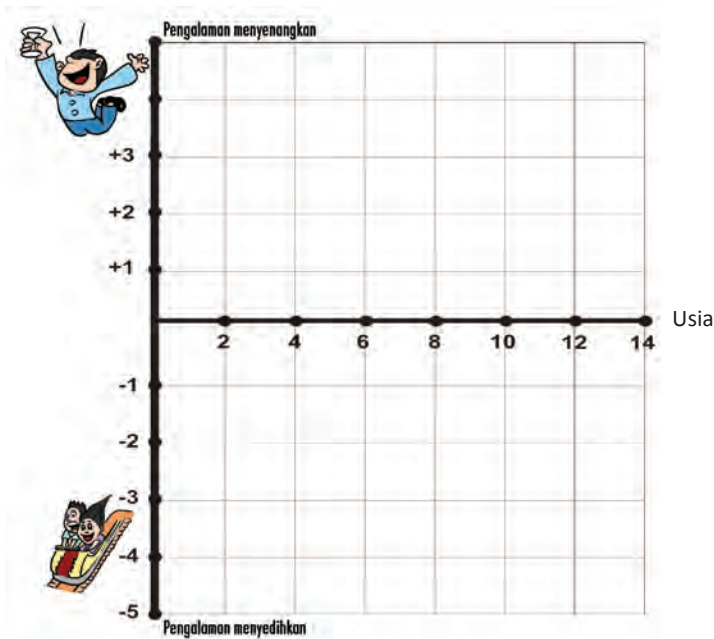 Pengalaman menyenangkan
+3
+2
+1
Usia
2 4 6 8 10 12 14
-1
-2
-3
-4
-5
Pengalaman menyedihkan